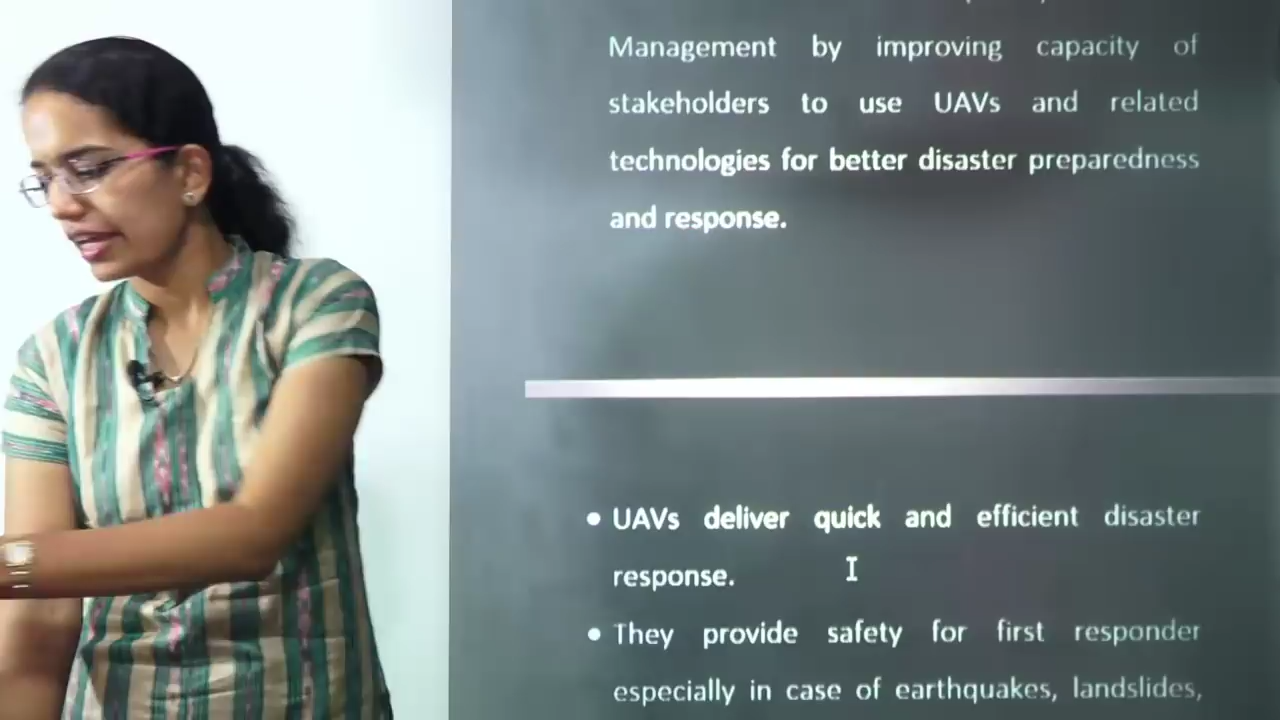 Management by improving capacity of
stakeholders to use UAVs and related
technologies for better disaster preparedness
and response.
• UAVs deliver quick and efficient disaster
response.
• They provide safety for first responder
especially in case of earthquakes, landslides,